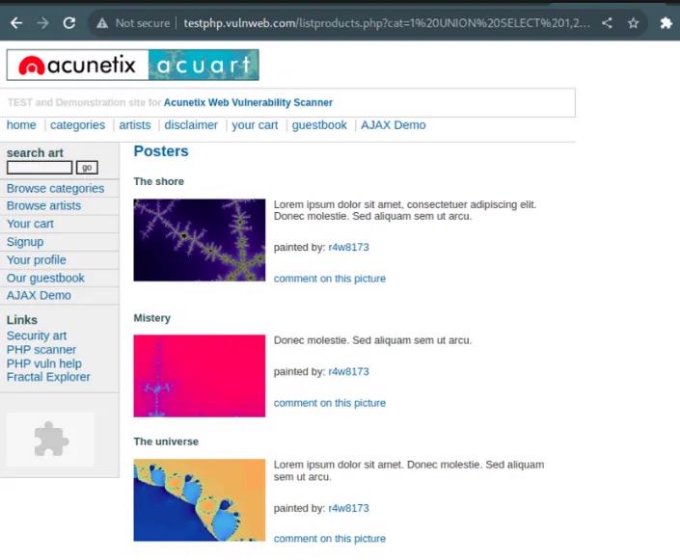 Not secure | testphp.vulnweb.com/listproducts.php?cat=1%20UNION%20SELECT%201,2...
acunetix acuart
TEST and Demonstration site for Acunetix Web Vulnerability Scanner
home | categories | artists | disclaimer | your cart | guestbook | AJAX Demo
search art
go
Browse categories
Browse artists
Your cart
Signup
Your profile
Our guestbook
AJAX Demo
Links
Security art
PHP scanner
PHP vuln help
Fractal Explorer
Posters
The shore
Lorem ipsum dolor sit amet, consectetuer adipiscing elit.
Donec molestie. Sed aliquam sem ut arcu.
painted by: r4w8173
comment on this picture
Mistery
Donec molestie. Sed aliquam sem ut arcu.
painted by: r4w8173
comment on this picture
The universe
Lorem ipsum dolor sit amet. Donec molestie. Sed aliquam
sem ut arcu.
painted by: r4w8173
comment on this picture